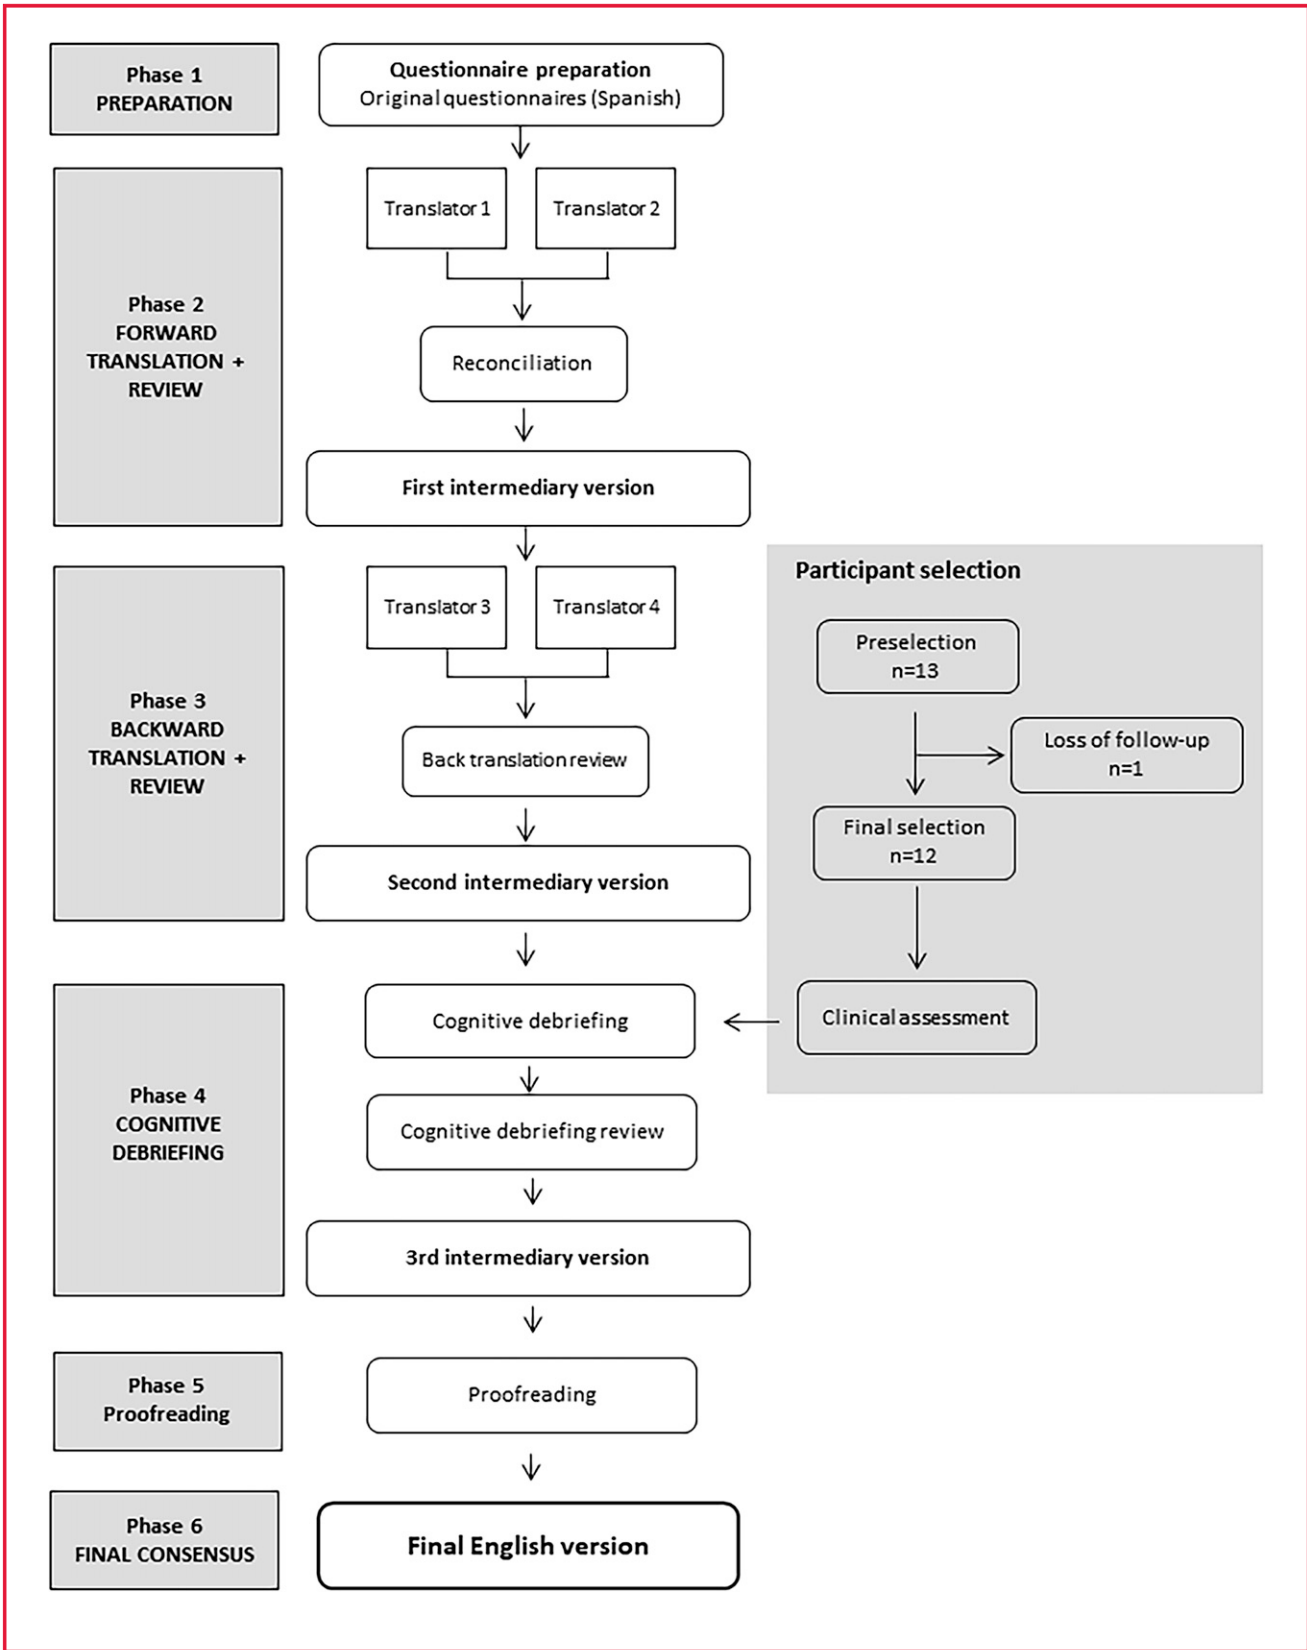 Phase 1
PREPARATION
Questionnaire preparation
Original questionnaires (Spanish)
Phase 2
FORWARD
TRANSLATION +
REVIEW
Translator 1
Translator 2
Reconciliation
First intermediary version
Phase 3
BACKWARD
TRANSLATION +
REVIEW
Translator 3
Translator 4
Back translation review
Second intermediary version
Participant selection
Preselection
n=13
Loss of follow-up
n=1
Final selection
n=12
Clinical assessment
Phase 4
COGNITIVE
DEBRIEFING
Cognitive debriefing
Cognitive debriefing review
3rd intermediary version
Phase 5
Proofreading
Proofreading
Phase 6
FINAL CONSENSUS
Final English version